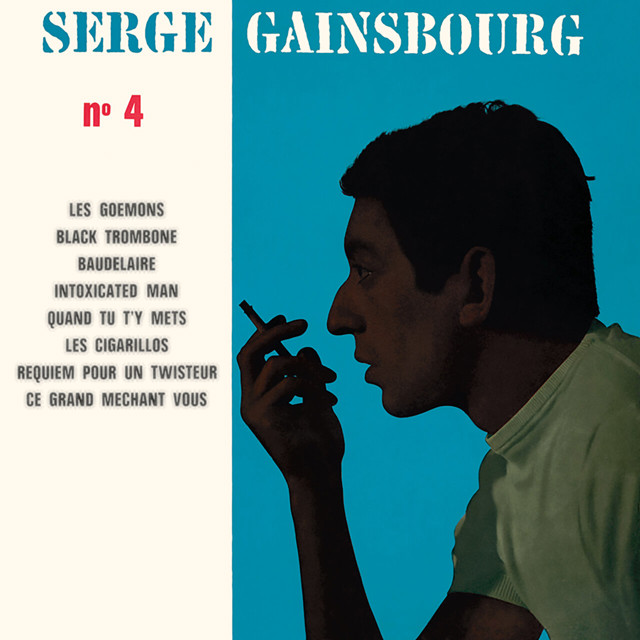 SERGE GAINSBOURG
nº 4
LES GOEMONS
BLACK TROMBONE
BAUDELAIRE
INTOXICATED MAN
QUAND TU T'Y METS
LES CIGARILLOS
REQUIEM POUR UN TWISTEUR
CE GRAND MECHANT VOUS